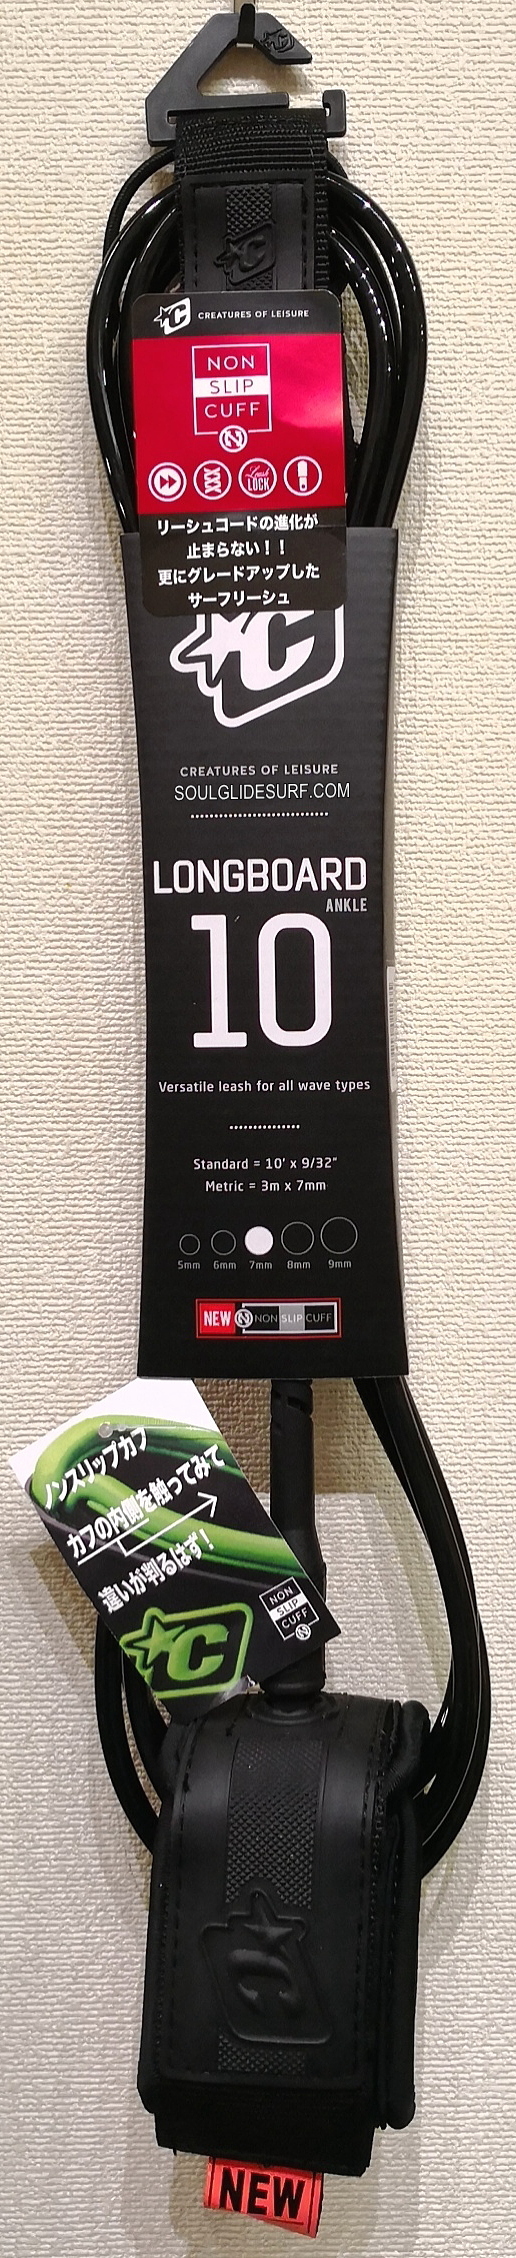 CREATURES OF LEISURE
NON
SLIP
CUFF
XXX
Leash
LOCK
リーシュコードの進化が
止まらない！！
更にグレードアップした
サーフリーシュ
CREATURES OF LEISURE
SOULGLIDESURF.COM
LONGBOARD
ANKLE
10
Versatile leash for all wave types
Standard = 10' x 9/32"
Metric = 3m x 7mm
5mm 6mm 7mm 8mm 9mm
NEW NON SLIP CUFF
ノンスリップカフ
カフの内側を触ってみて
違いが判るはず！
NON
SLIP
CUFF
C
NEW